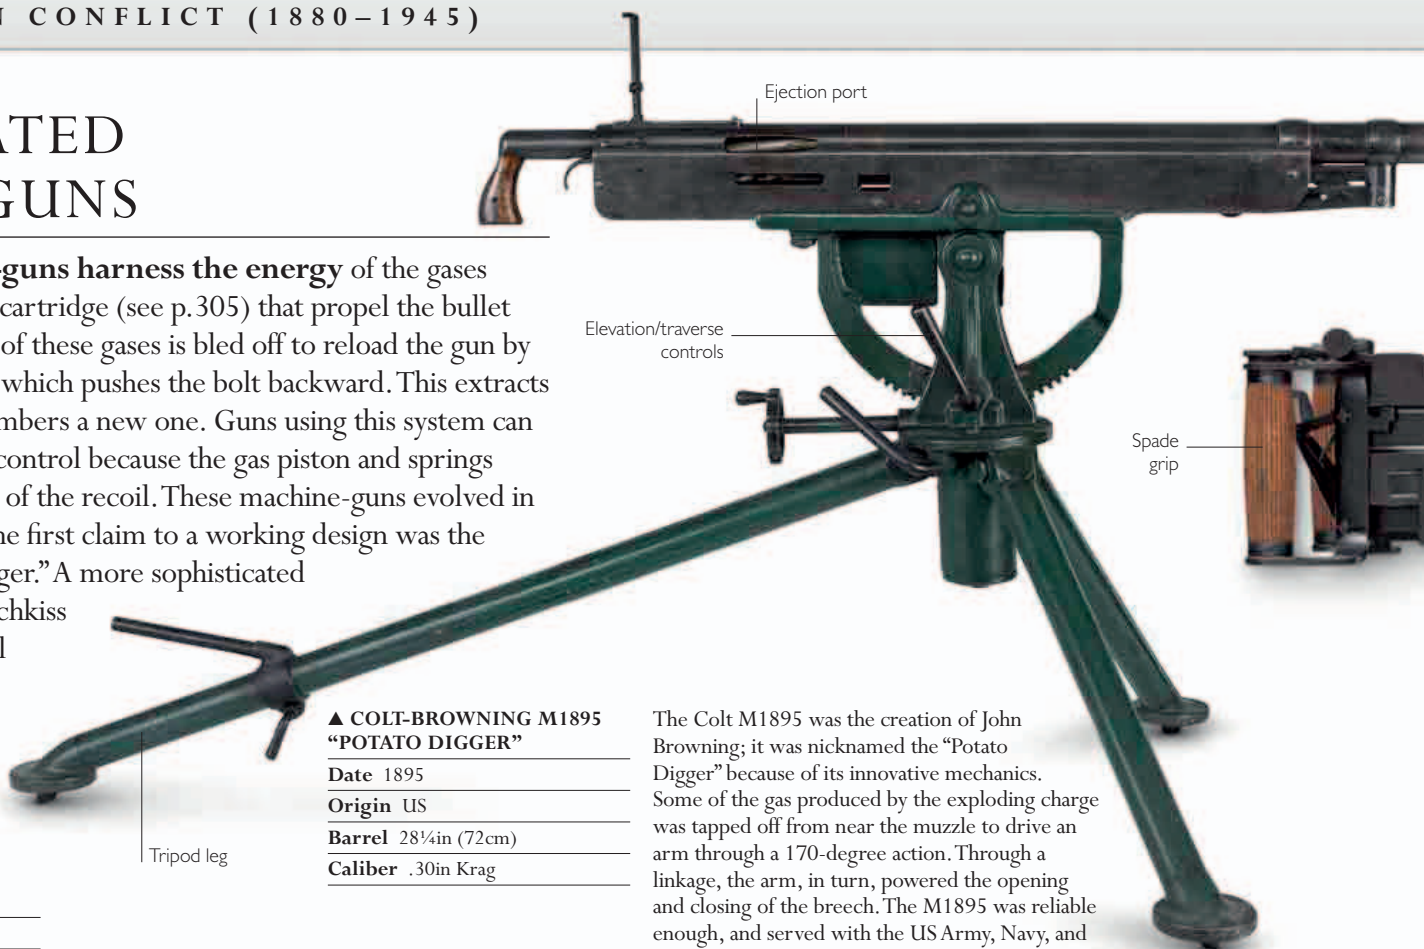 CONFLICT (1880–1945)
GUNS
-guns harness the energy of the gases
cartridge (see p.305) that propel the bullet
of these gases is bled off to reload the gun by
which pushes the bolt backward. This extracts
a new one. Guns using this system can
control because the gas piston and springs
of the recoil. These machine-guns evolved in
first claim to a working design was the
A more sophisticated
Ejection port
Elevation/traverse
controls
Spade
grip
Tripod leg
▲ COLT-BROWNING M1895
“POTATO DIGGER”
Date 1895
Origin US
Barrel 28¼in (72cm)
Caliber .30in Krag
The Colt M1895 was the creation of John
Browning; it was nicknamed the “Potato
Digger” because of its innovative mechanics.
Some of the gas produced by the exploding charge
was tapped off from near the muzzle to drive an
arm through a 170-degree action. Through a
linkage, the arm, in turn, powered the opening
and closing of the breech. The M1895 was reliable
enough, and served with the US Army, Navy, and